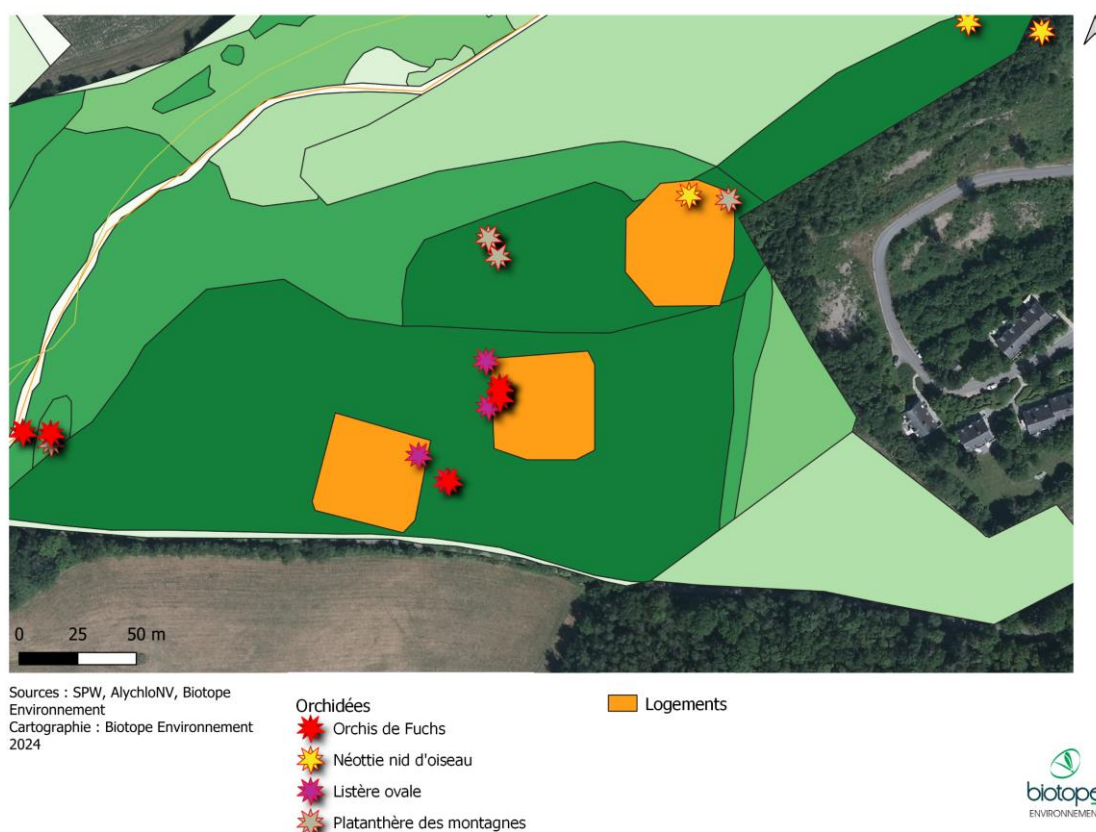 0 25 50 m
Sources : SPW, AlychloNV, Biotope
Environnement
Cartographie : Biotope Environnement
2024
Orchidées
Orchis de Fuchs
Néottie nid d'oiseau
Listère ovale
Platanthère des montagnes
Logements
biotope
ENVIRONNEMENT